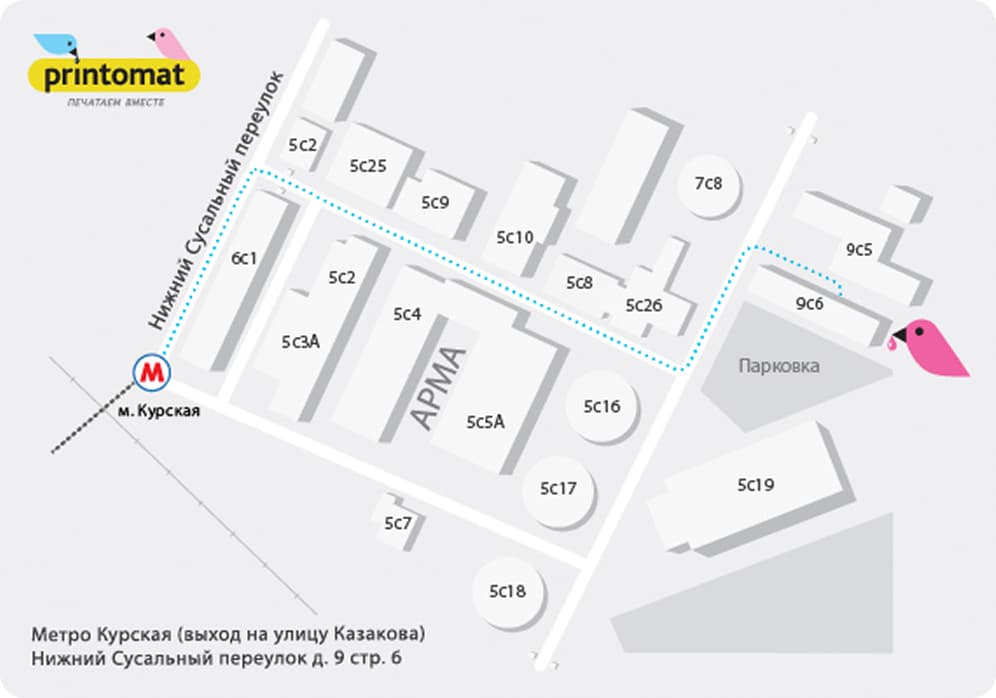 printomat
ПЕЧАТАЕМ ВМЕСТЕ
Нижний Сусальный переулок
5с2
5с25
5с9
7с8
5с10
9с5
6с1
5с2
5с8
5с26
9с6
5с4
5с3А
АРМА
Парковка
М
м. Курская
5с5А
5с16
5с17
5с19
5с7
5с18
Метро Курская (выход на улицу Казакова)
Нижний Сусальный переулок д. 9 стр. 6